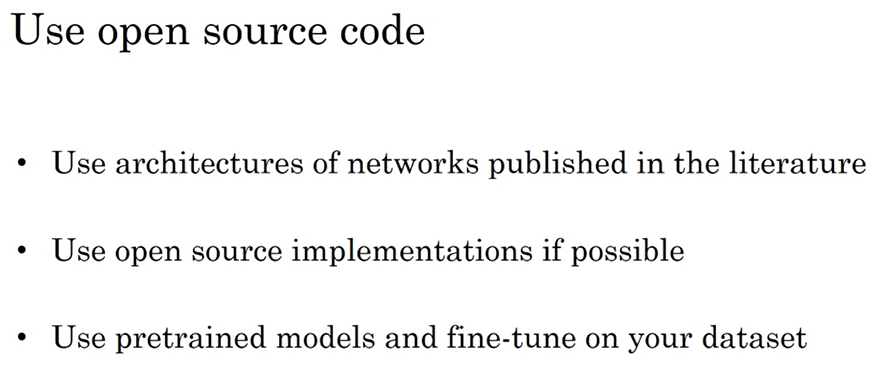 Use open source code
• Use architectures of networks published in the literature
• Use open source implementations if possible
• Use pretrained models and fine-tune on your dataset